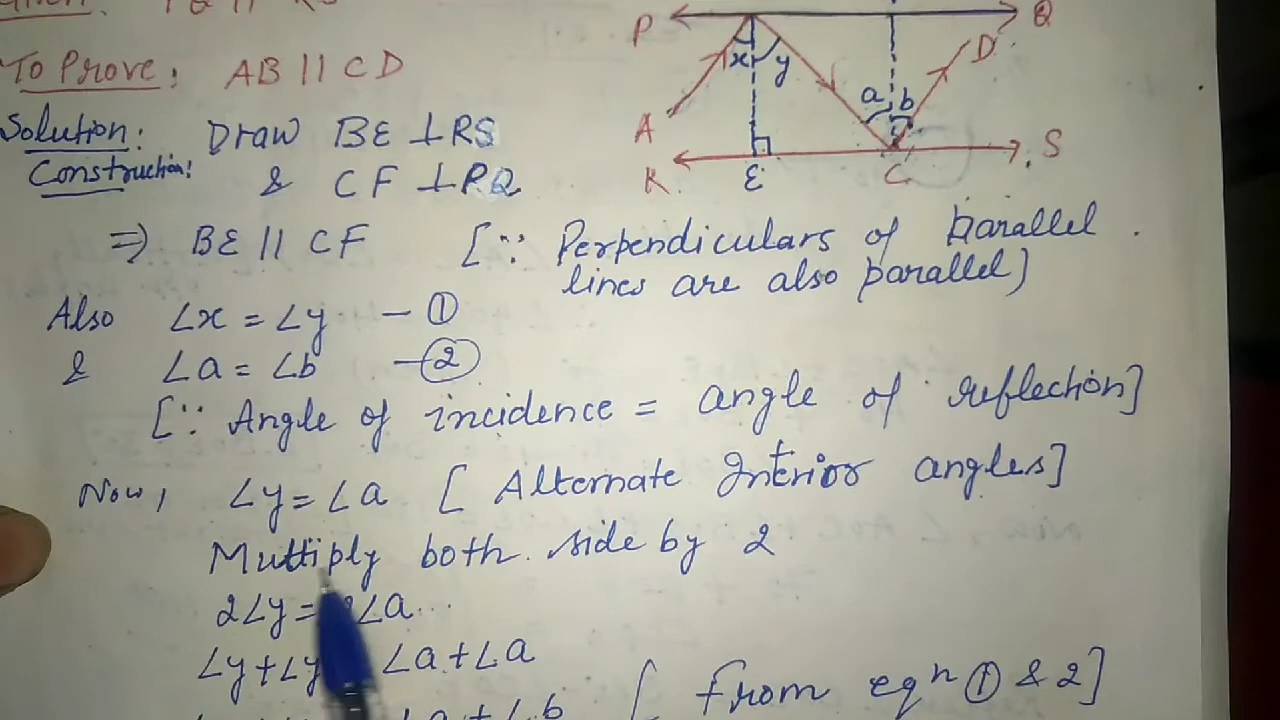 To Prove: AB || CD
Solution: Draw BE ⊥ RS
Construction:
& CF ⊥ PQ
⇒ BE || CF [∵ Perpendiculars of parallel
lines are also parallel]
Also ∠x = ∠y — ①
& ∠a = ∠b — ②
[∵ Angle of incidence = angle of reflection]
Now, ∠y = ∠a [Alternate Interior angles]
Multiply both side by 2
2∠y = 2∠a
∠y + ∠y ∠a + ∠a
∠a + ∠b [from eqn ① & 2]
P
Q
D
x
y
a
b
A
R
E
C
S